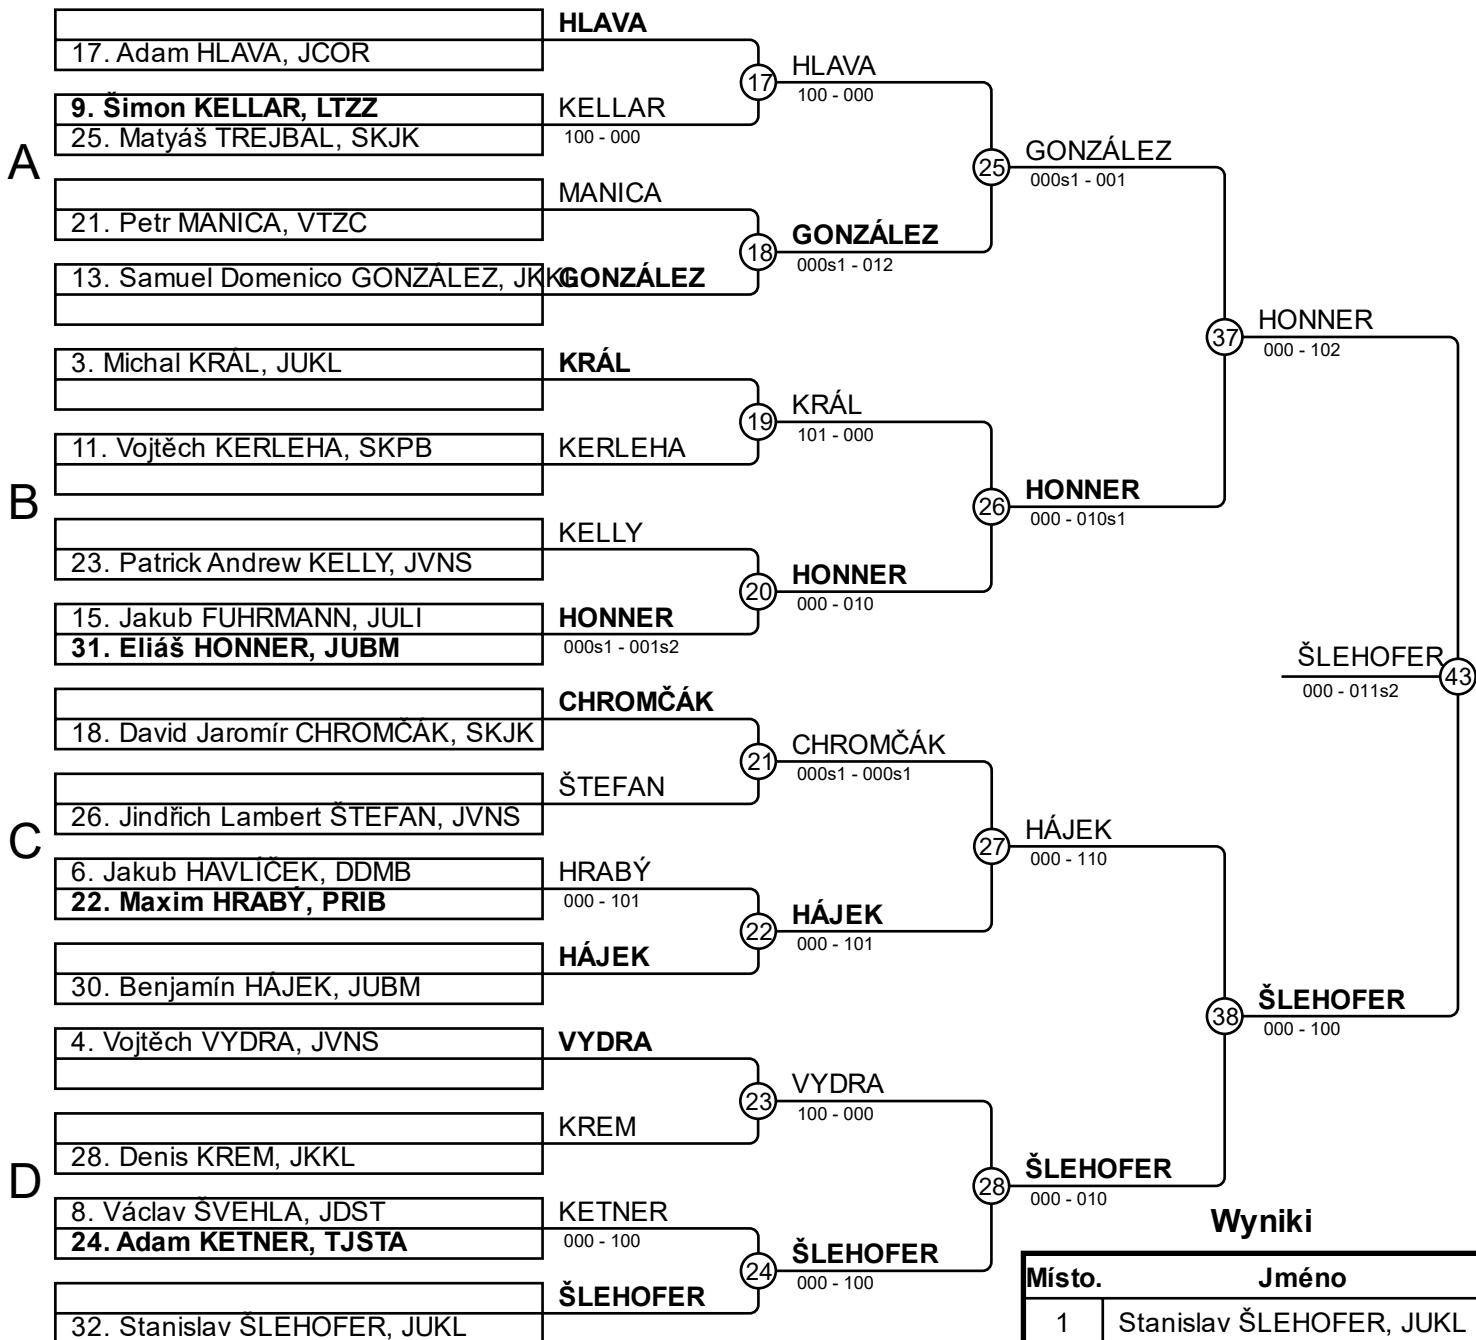 HLAVA
17. Adam HLAVA, JCOR
17
HLAVA
100 - 000
9. Šimon KELLAR, LTZZ
KELLAR
25. Matyáš TREJBAL, SKJK
100 - 000
A
25
GONZÁLEZ
000s1 - 001
MANICA
21. Petr MANICA, VTZC
18
GONZÁLEZ
000s1 - 012
13. Samuel Domenico GONZÁLEZ, JKK
GONZÁLEZ
37
HONNER
000 - 102
3. Michal KRÁL, JUKL
KRÁL
19
KRÁL
101 - 000
11. Vojtěch KERLEHA, SKPB
KERLEHA
B
26
HONNER
000 - 010s1
KELLY
23. Patrick Andrew KELLY, JVNS
20
HONNER
000 - 010
15. Jakub FUHRMANN, JULI
HONNER
31. Eliáš HONNER, JUBM
000s1 - 001s2
ŠLEHOFER
43
000 - 011s2
CHROMČÁK
18. David Jaromír CHROMČÁK, SKJK
21
CHROMČÁK
000s1 - 000s1
ŠTEFAN
26. Jindřich Lambert ŠTEFAN, JVNS
C
27
HÁJEK
000 - 110
6. Jakub HAVLÍČEK, DDMB
HRABÝ
22. Maxim HRABÝ, PRIB
000 - 101
22
HÁJEK
000 - 101
HÁJEK
30. Benjamín HÁJEK, JUBM
38
ŠLEHOFER
000 - 100
4. Vojtěch VYDRA, JVNS
VYDRA
23
VYDRA
100 - 000
KREM
28. Denis KREM, JKKL
D
28
ŠLEHOFER
000 - 010
8. Václav ŠVEHLA, JDST
KETNER
24. Adam KETNER, TJSTA
000 - 100
24
ŠLEHOFER
000 - 100
ŠLEHOFER
32. Stanislav ŠLEHOFER, JUKL
Wyniki
Místo. Jméno
1 Stanislav ŠLEHOFER, JUKL